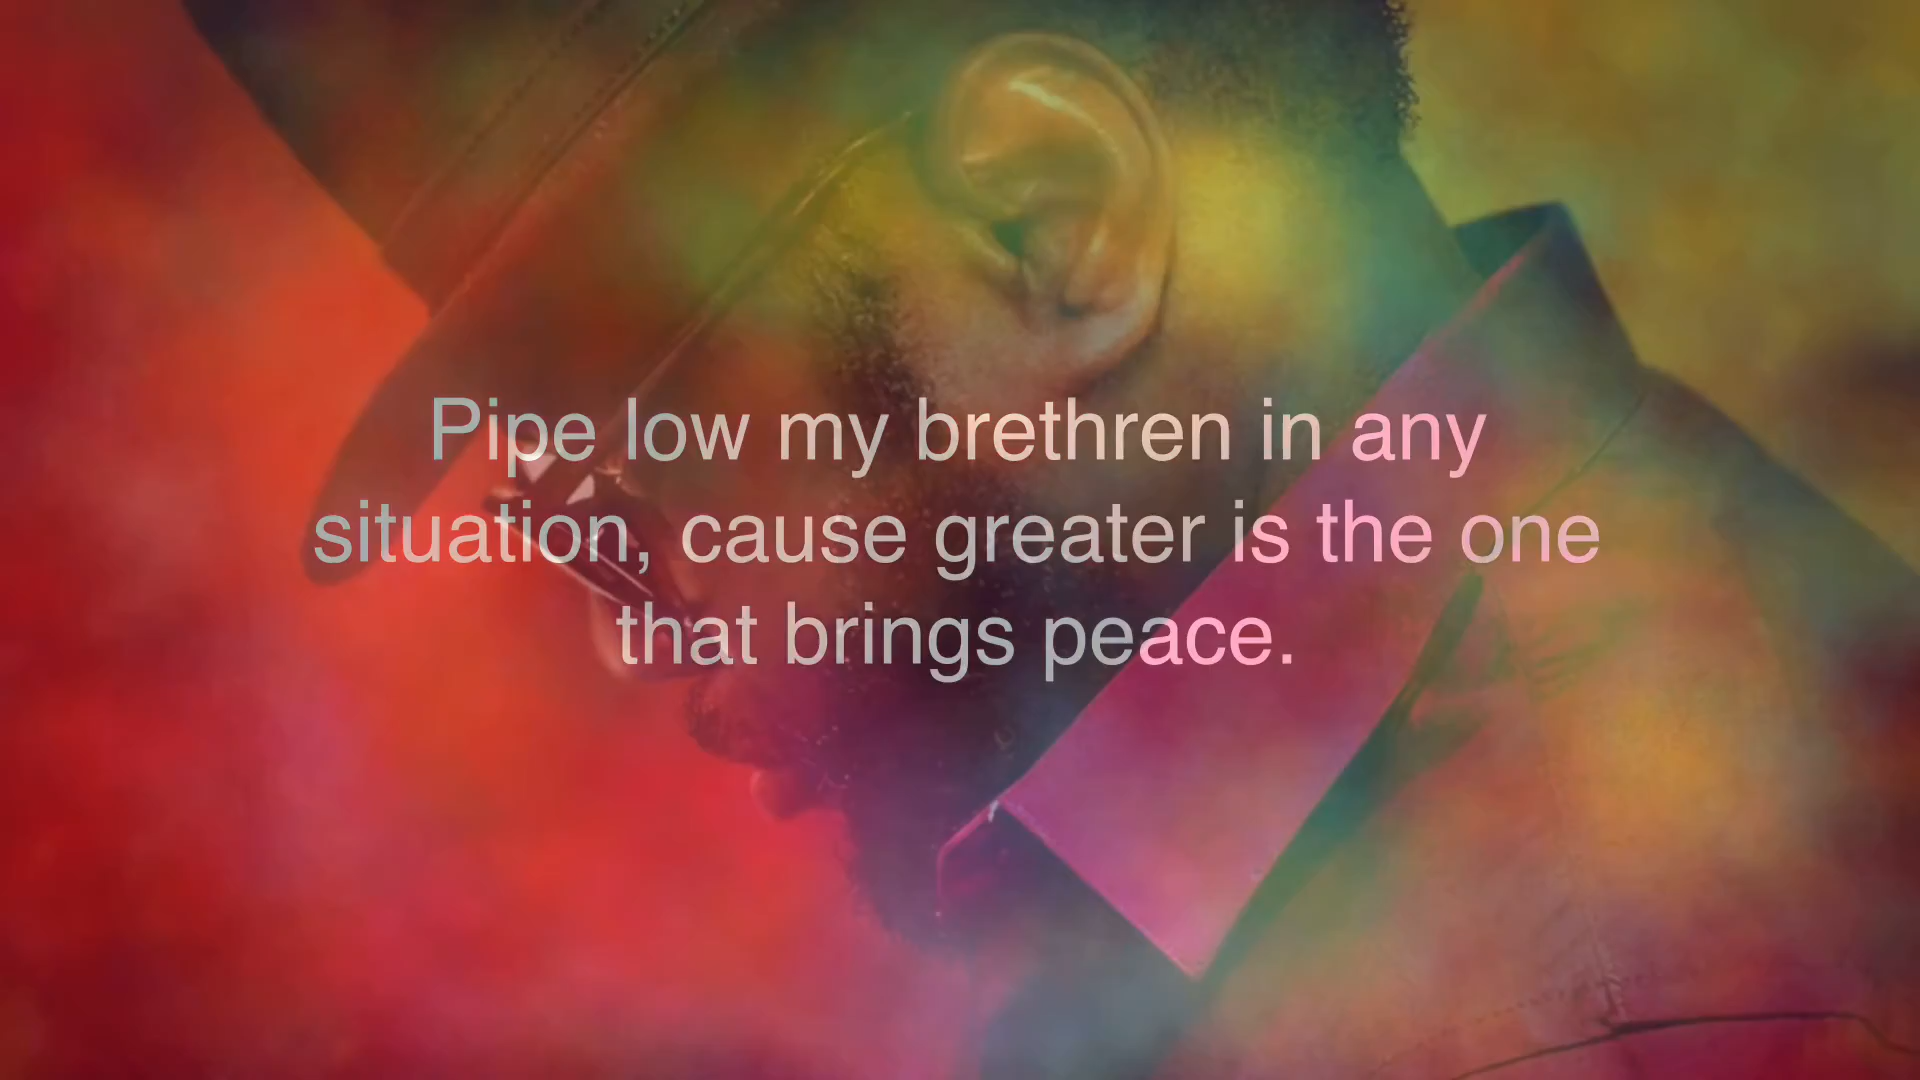 Pipe low my brethren in any
situation, cause greater is the one
that brings peace.